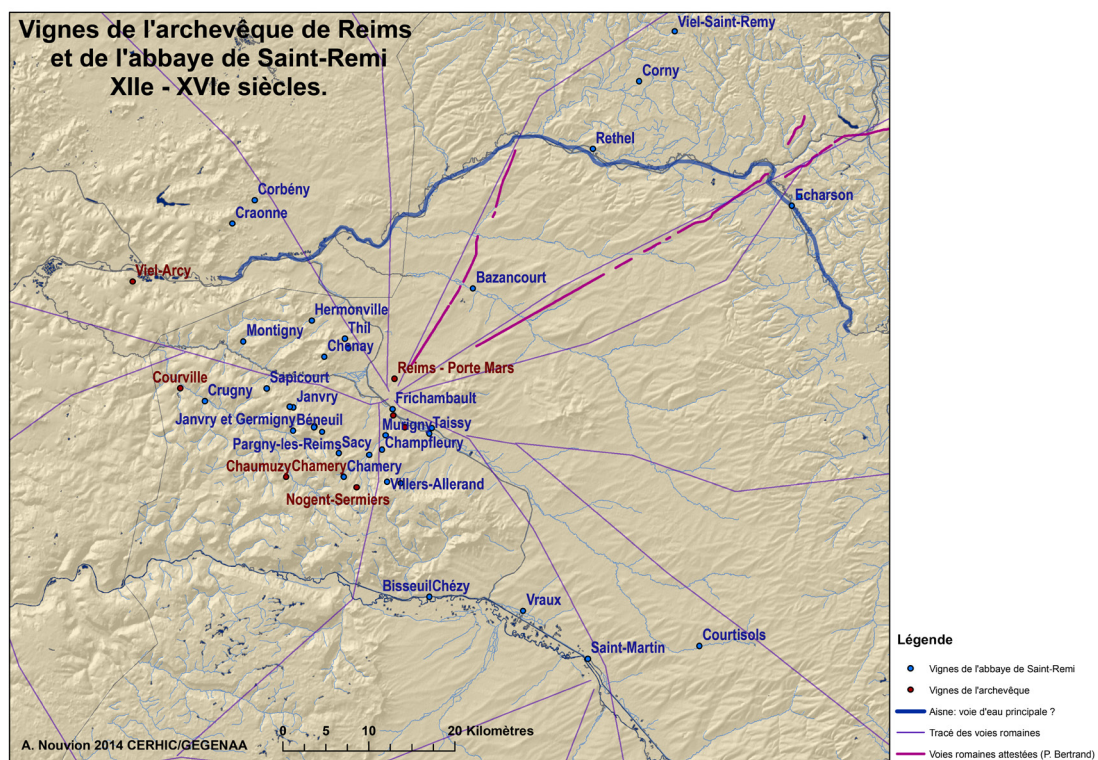 Vignes de l'archevêque de Reims
et de l'abbaye de Saint-Remi
XIIe - XVIe siècles.
Viel-Saint-Remy
Corny
Rethel
Echarson
Corbény
Craonne
Viel-Arcy
Bazancourt
Hermonville
Thil
Montigny
Chenay
Reims - Porte Mars
Courville
Sapicourt
Crugny
Janvry
Frichambault
Janvry et Germigny
Béneuil
Murigny
Taissy
Pargny-les-Reims
Sacy
Champfleury
Chaumuzy
Chamery
Chamery
Villers-Allerand
Nogent-Sermiers
Bisseuil
Chézy
Vraux
Saint-Martin
Courtisols
0 5 10 20 Kilomètres
A. Nouvion 2014 CERHIC/GEGENAA
Légende
Vignes de l'abbaye de Saint-Remi
Vignes de l'archevêque
Aisne: voie d'eau principale ?
Tracé des voies romaines
Voies romaines attestées (P. Bertrand)